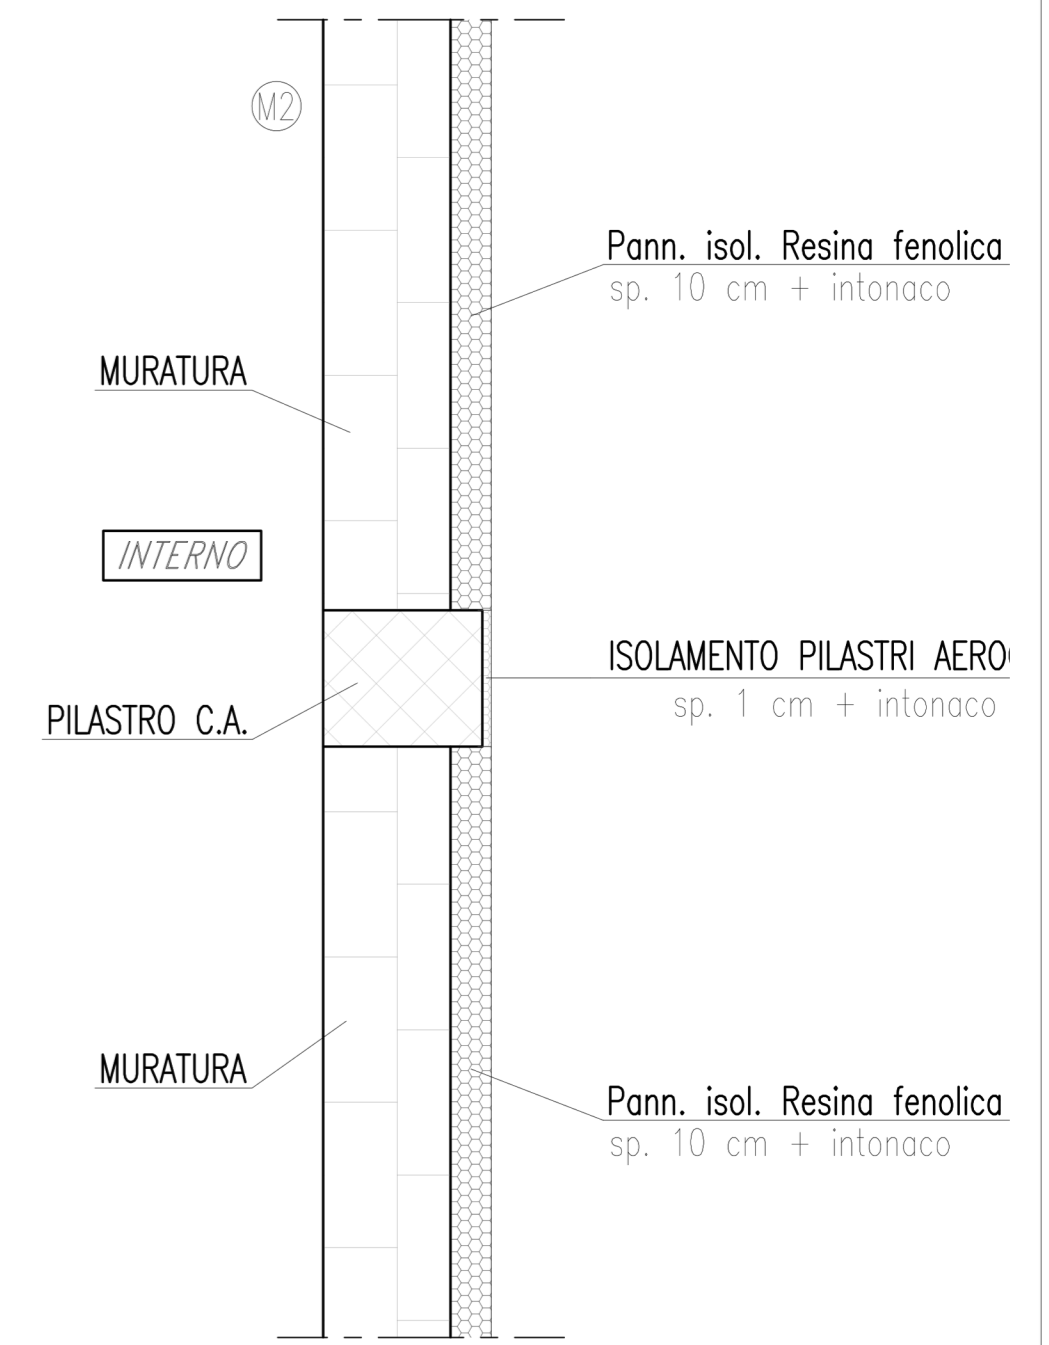 M2
Pann. isol. Resina fenolica
sp. 10 cm + intonaco
MURATURA
INTERNO
ISOLAMENTO PILASTRI
sp. 1 cm + intonaco
PILASTRO C.A.
MURATURA
Pann. isol. Resina fenolica
sp. 10 cm + intonaco